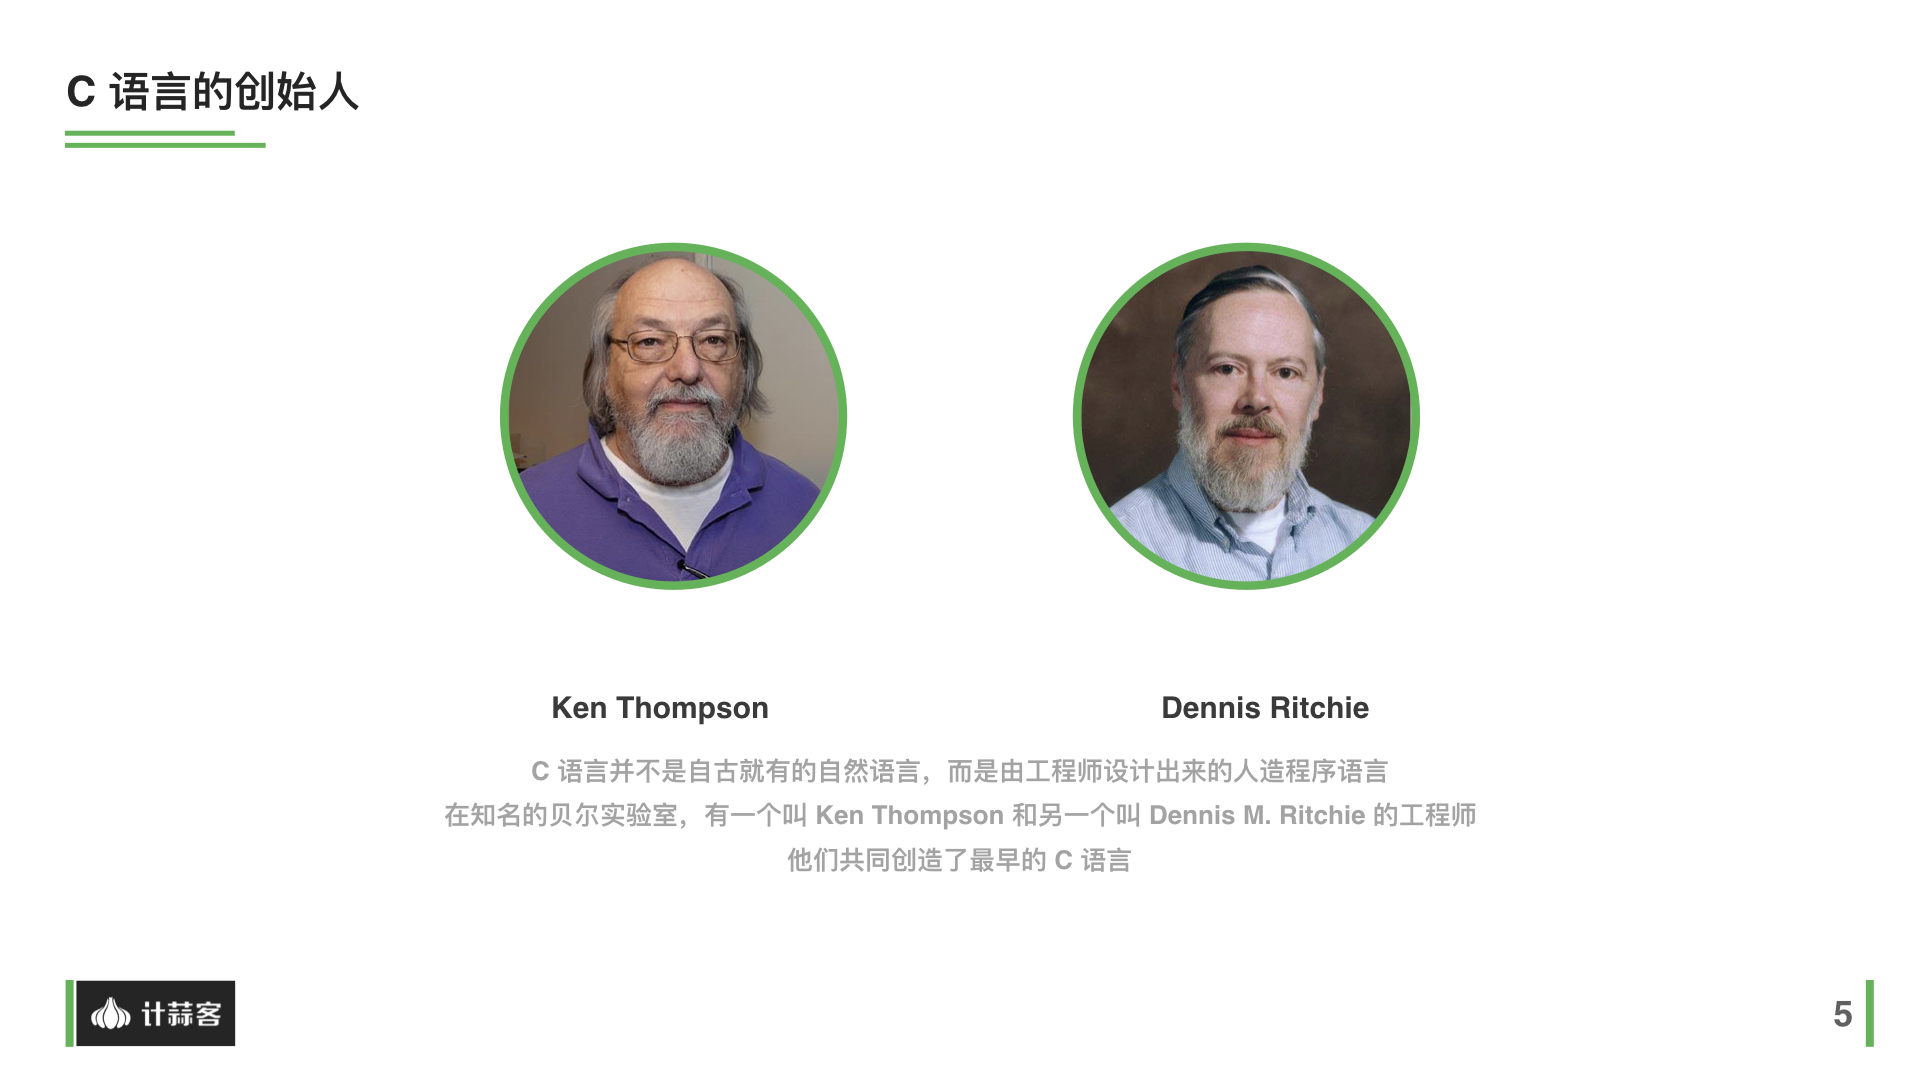 C 语言的创始人
Ken Thompson
Dennis Ritchie
C 语言并不是自古就有的自然语言，而是由工程师设计出来的人造程序语言
在知名的贝尔实验室，有一个叫 Ken Thompson 和另一个叫 Dennis M. Ritchie 的工程师
他们共同创造了最早的 C 语言
计蒜客
5